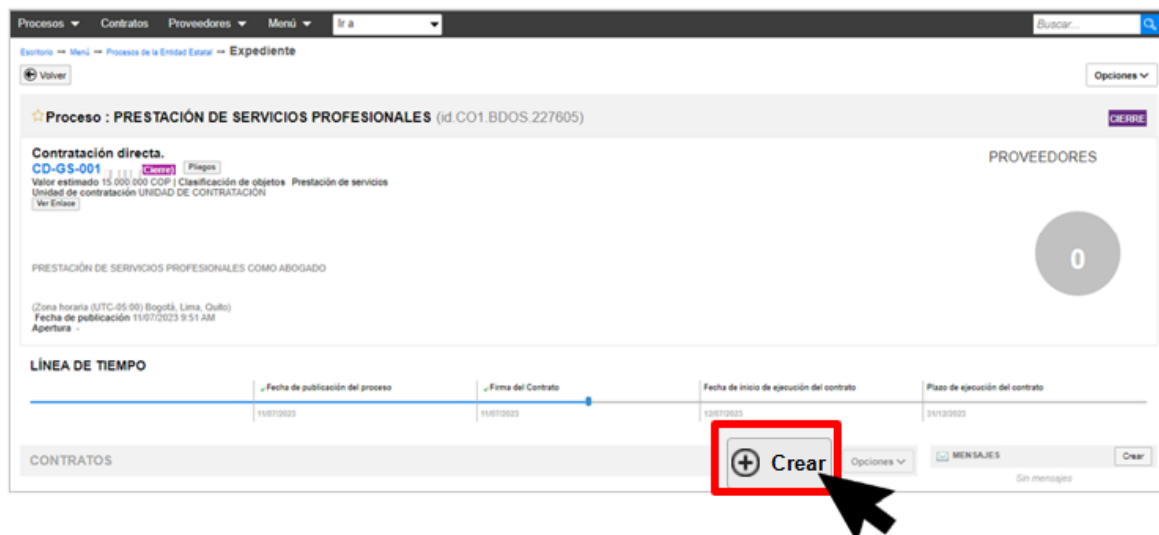 Procesos Contratos Proveedores Menú Ir a Buscar...
Escritorio → Menú → Procesos de la Entidad Estatal → Expediente
Volver Opciones
Proceso : PRESTACIÓN DE SERVICIOS PROFESIONALES (id.CO1.BDOS.227605) CIERRE
Contratación directa. PROVEEDORES
CD-GS-001 Cierre) Pliegos
Valor estimado 15 000 000 COP | Clasificación de objetos Prestación de servicios
Unidad de contratación UNIDAD DE CONTRATACIÓN
Ver Enlace
0
PRESTACIÓN DE SERIVICIOS PROFESIONALES COMO ABOGADO
(Zona horaria (UTC-05:00) Bogotá, Lima, Quito)
Fecha de publicación 11/07/2023 9:51 AM
Apertura -
LÍNEA DE TIEMPO
Fecha de publicación del proceso Firma del Contrato Fecha de inicio de ejecución del contrato Plazo de ejecución del contrato
11/07/2023 11/07/2023 12/07/2023 31/12/2023
CONTRATOS Crear Opciones MENSAJES Crear
Sin mensajes